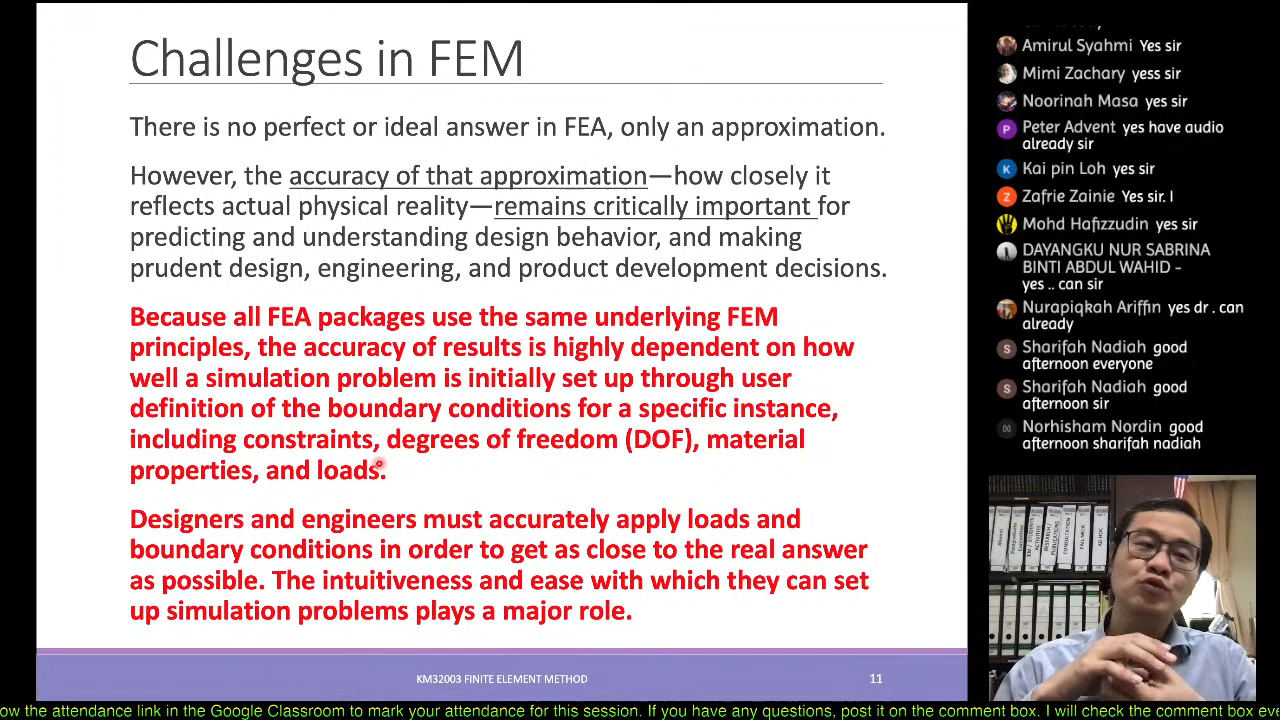 Challenges in FEM
There is no perfect or ideal answer in FEA, only an approximation.
However, the accuracy of that approximation—how closely it
reflects actual physical reality—remains critically important for
predicting and understanding design behavior, and making
prudent design, engineering, and product development decisions.
Because all FEA packages use the same underlying FEM
principles, the accuracy of results is highly dependent on how
well a simulation problem is initially set up through user
definition of the boundary conditions for a specific instance,
including constraints, degrees of freedom (DOF), material
properties, and loads.
Designers and engineers must accurately apply loads and
boundary conditions in order to get as close to the real answer
as possible. The intuitiveness and ease with which they can set
up simulation problems plays a major role.
KM32003 FINITE ELEMENT METHOD
11
Amirul Syahmi Yes sir
Mimi Zachary yess sir
Noorinah Masa yes sir
P Peter Advent yes have audio
already sir
K Kai pin Loh yes sir
Z Zafrie Zainie Yes sir. I
Mohd Hafizzudin yes sir
DAYANGKU NUR SABRINA
BINTI ABDUL WAHID -
yes .. can sir
Nurapiqkah Ariffin yes dr . can
already
S Sharifah Nadiah good
afternoon everyone
S Sharifah Nadiah good
afternoon sir
Norhisham Nordin good
afternoon sharifah nadiah
ow the attendance link in the Google Classroom to mark your attendance for this session. If you have any questions, post it on the comment box. I will check the comment box eve